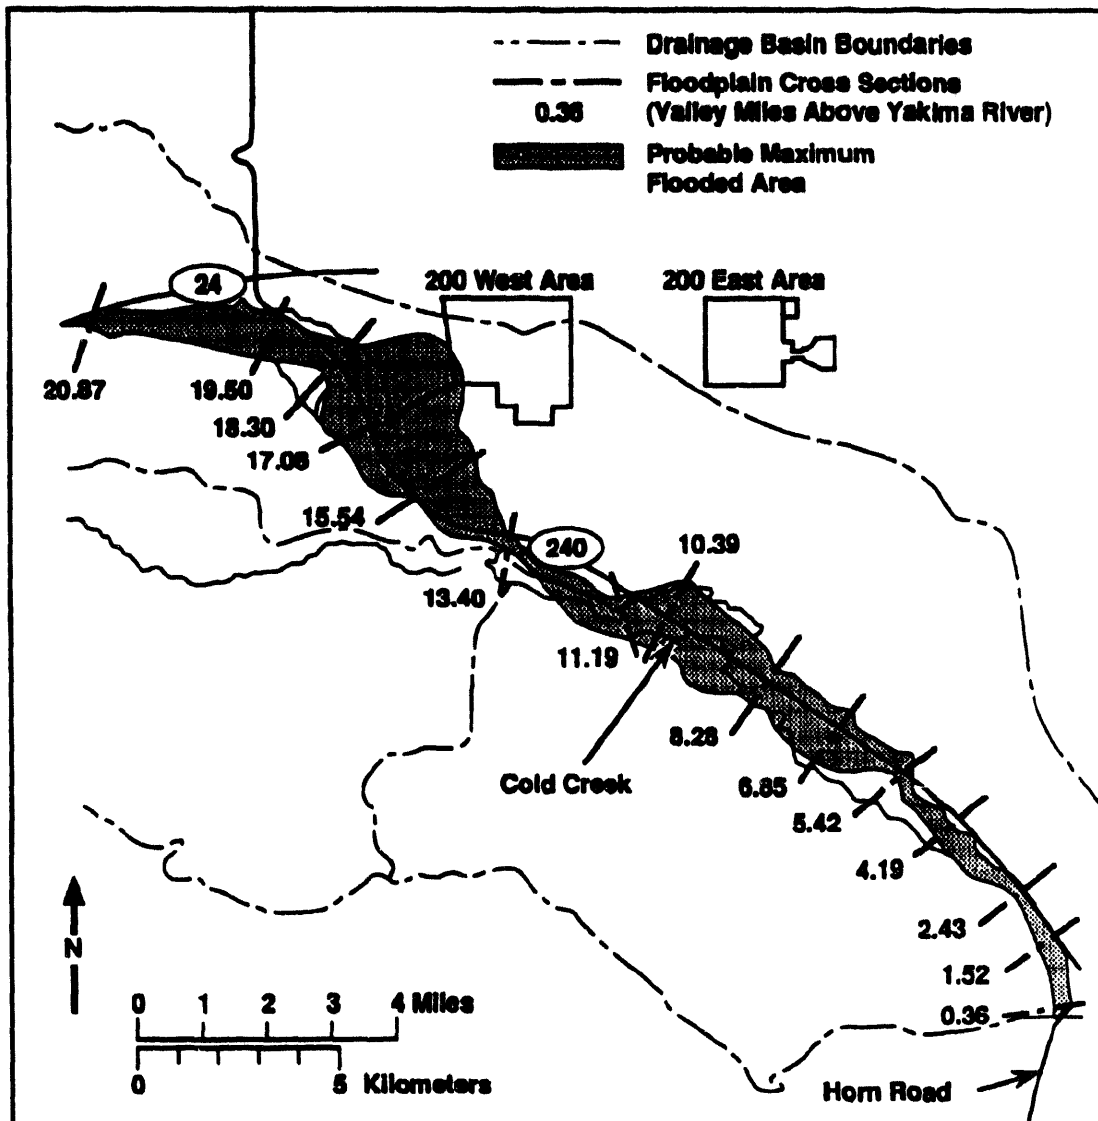 Drainage Basin Boundaries
Floodplain Cross Sections
0.36 (Valley Miles Above Yakima River)
Probable Maximum
Flooded Area
24
200 West Area
200 East Area
20.87
19.50
18.30
17.06
15.54
240
10.39
13.40
11.19
8.28
Cold Creek
6.85
5.42
4.19
2.43
1.52
0.36
N
0 1 2 3 4 Miles
0 5 Kilometers
Horn Road